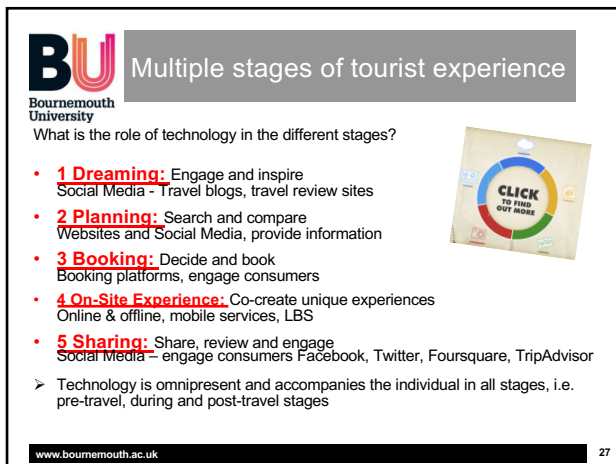 BU
Bournemouth
University
Multiple stages of tourist experience
What is the role of technology in the different stages?
• 1 Dreaming: Engage and inspire
Social Media - Travel blogs, travel review sites
• 2 Planning: Search and compare
Websites and Social Media, provide information
• 3 Booking: Decide and book
Booking platforms, engage consumers
• 4 On-Site Experience: Co-create unique experiences
Online & offline, mobile services, LBS
• 5 Sharing: Share, review and engage
Social Media – engage consumers Facebook, Twitter, Foursquare, TripAdvisor
➢ Technology is omnipresent and accompanies the individual in all stages, i.e.
pre-travel, during and post-travel stages
CLICK
TO FIND
OUT MORE
www.bournemouth.ac.uk
27